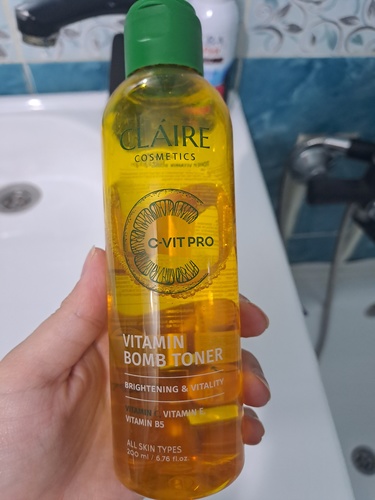 CLÁIRE
COSMETICS
C-VIT PRO
VITAMIN
BOMB TONER
BRIGHTENING & VITALITY
VITAMIN C, VITAMIN E,
VITAMIN B5
ALL SKIN TYPES
200 ml / 6.76 fl.oz.